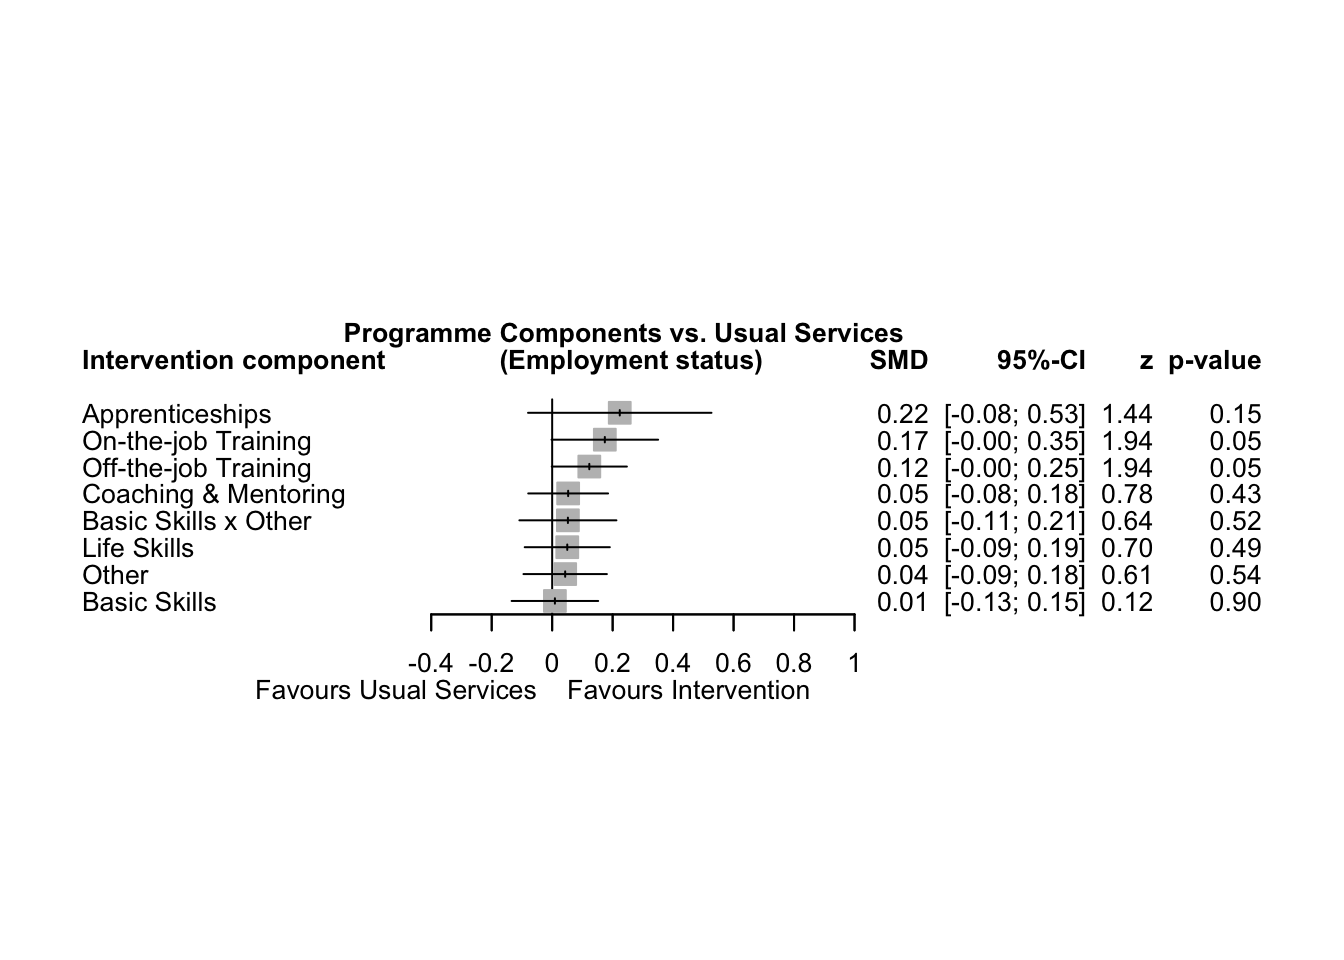 Programme Components vs. Usual Services
Intervention component (Employment status) SMD 95%-CI z p-value
Apprenticeships 0.22 [-0.08; 0.53] 1.44 0.15
On-the-job Training 0.17 [-0.00; 0.35] 1.94 0.05
Off-the-job Training 0.12 [-0.00; 0.25] 1.94 0.05
Coaching & Mentoring 0.05 [-0.08; 0.18] 0.78 0.43
Basic Skills x Other 0.05 [-0.11; 0.21] 0.64 0.52
Life Skills 0.05 [-0.09; 0.19] 0.70 0.49
Other 0.04 [-0.09; 0.18] 0.61 0.54
Basic Skills 0.01 [-0.13; 0.15] 0.12 0.90
-0.4 -0.2 0 0.2 0.4 0.6 0.8 1
Favours Usual Services Favours Intervention